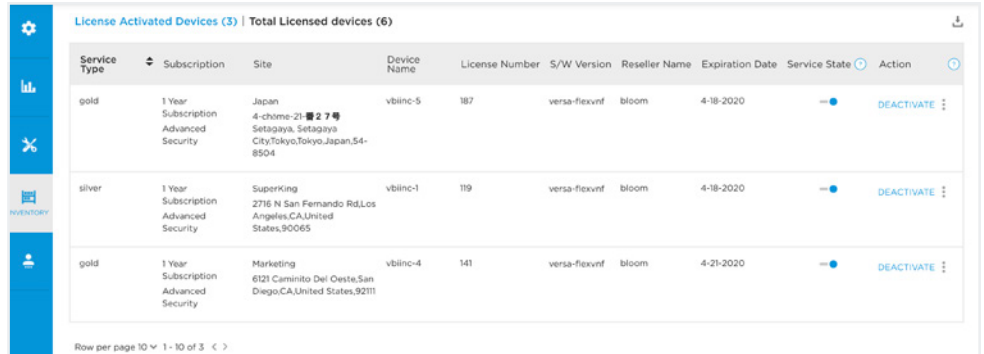 License Activated Devices (3) | Total Licensed devices (6)
Service Type Subscription Site Device Name License Number S/W Version Reseller Name Expiration Date Service State ? Action ?
gold 1 Year Japan vbiinc-5 187 versa-flexvnf bloom 4-18-2020 DEACTIVATE
Subscription 4-chome-21-番２７号
Advanced Setagaya, Setagaya
Security City,Tokyo,Tokyo,Japan,54-
8504
silver 1 Year SuperKing vbiinc-1 119 versa-flexvnf bloom 4-18-2020 DEACTIVATE
Subscription 2716 N San Fernando Rd,Los
Advanced Angeles,CA,United
Security States,90065
INVENTORY
gold 1 Year Marketing vbiinc-4 141 versa-flexvnf bloom 4-21-2020 DEACTIVATE
Subscription 6121 Caminito Del Oeste,San
Advanced Diego,CA,United States,92111
Security
Row per page 10 1 - 10 of 3 < >